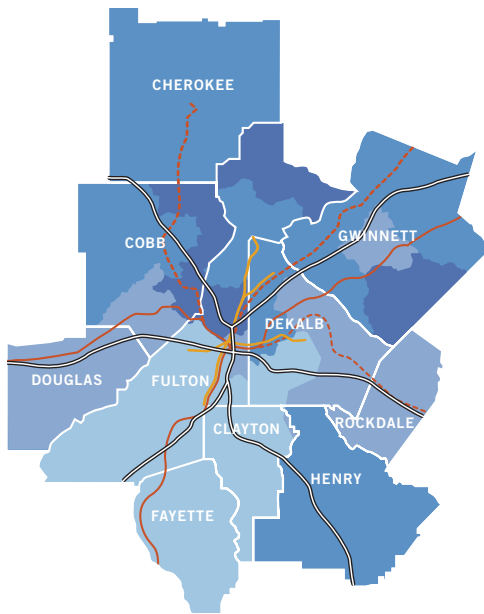 CHEROKEE
COBB
GWINNETT
DEKALB
DOUGLAS
FULTON
ROCKDALE
CLAYTON
HENRY
FAYETTE